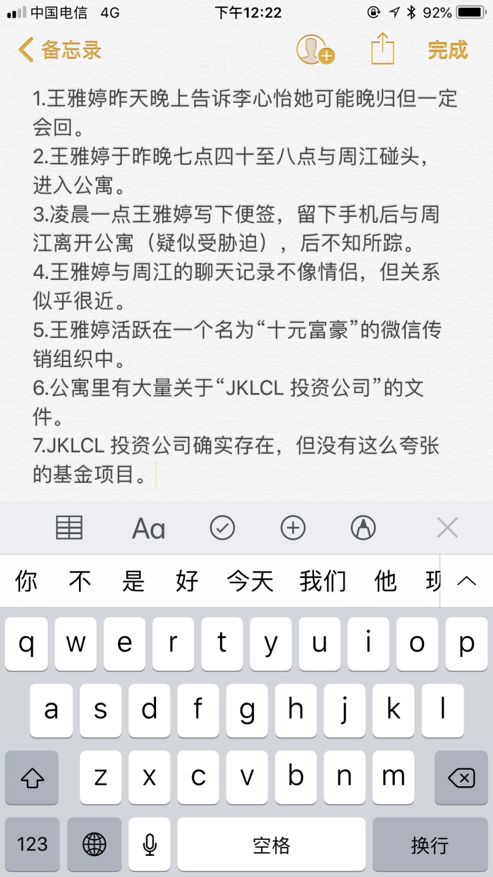 中国电信 4G 下午12:22 92%
备忘录 完成
1.王雅婷昨天晚上告诉李心怡她可能晚归但一定
会回。
2.王雅婷于昨晚七点四十至八点与周江碰头，
进入公寓。
3.凌晨一点王雅婷写下便签，留下手机后与周
江离开公寓（疑似受胁迫），后不知所踪。
4.王雅婷与周江的聊天记录不像情侣，但关系
似乎很近。
5.王雅婷活跃在一个名为“十元富豪”的微信传
销组织中。
6.公寓里有大量关于“JKLCL 投资公司”的文
件。
7.JKLCL 投资公司确实存在，但没有这么夸张
的基金项目。
Aa
你 不 是 好 今天 我们 他 现
q w e r t y u i o p
a s d f g h j k l
z x c v b n m
123 空格 换行